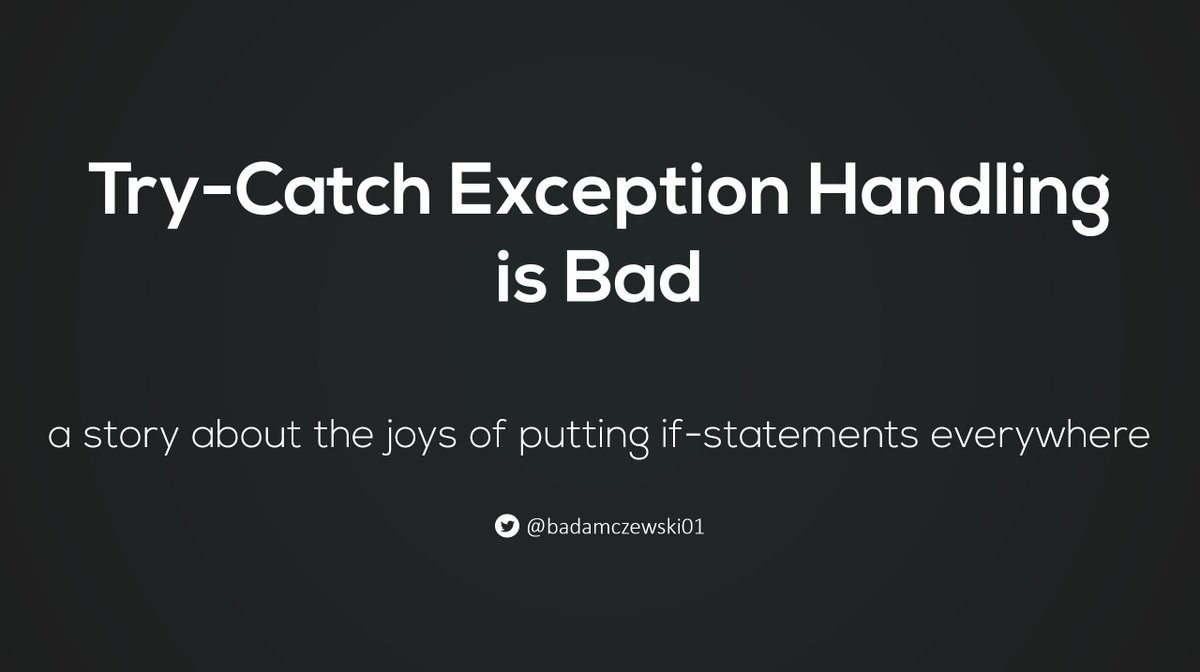 Try-Catch Exception Handling
is Bad
a story about the joys of putting if-statements everywhere
@badamczewski01